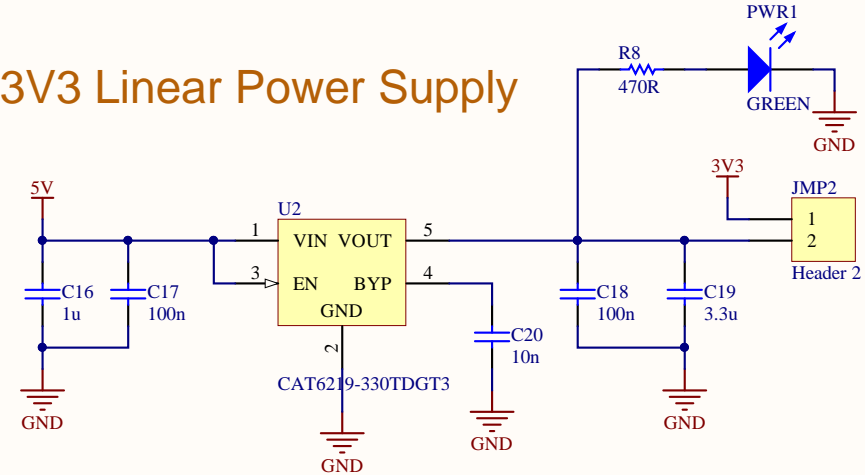 PWR1
R8
470R
GREEN
GND
3V3 Linear Power Supply
3V3
JMP2
1
2
Header 2
5V
U2
1
VIN
VOUT
5
3
EN
BYP
4
GND
2
CAT6219-330TDGT3
C16
1u
C17
100n
C18
100n
C19
3.3u
C20
10n
GND
GND
GND
GND